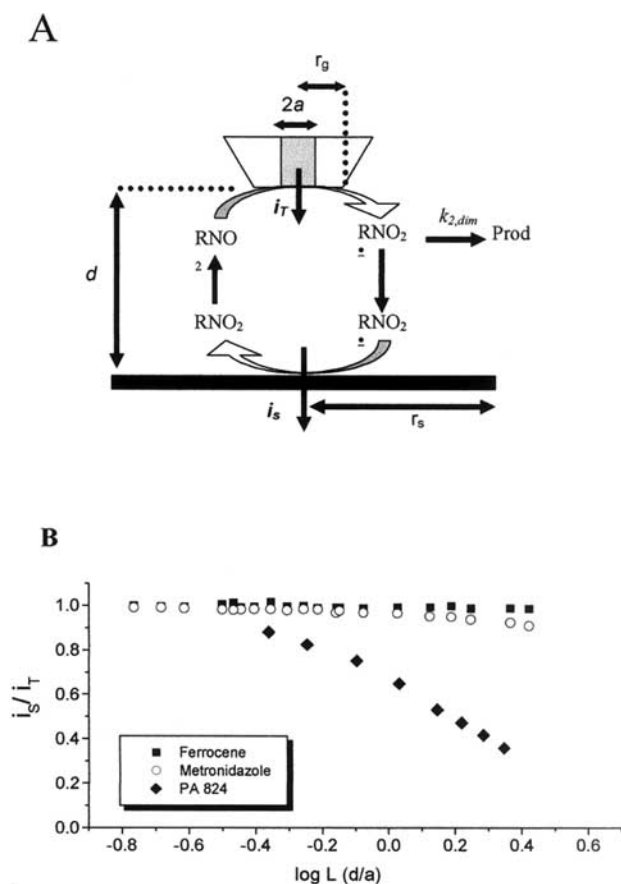 A
r_g
2a
i_T
RNO
2
RNO₂
∸
k_{2,dim}
Prod
d
RNO₂
RNO₂
∸
i_s
r_s
B
1.0
0.8
0.6
0.4
0.2
0.0
i_S/ i_T
Ferrocene
Metronidazole
PA 824
-0.8 -0.6 -0.4 -0.2 0.0 0.2 0.4 0.6
log L (d/a)